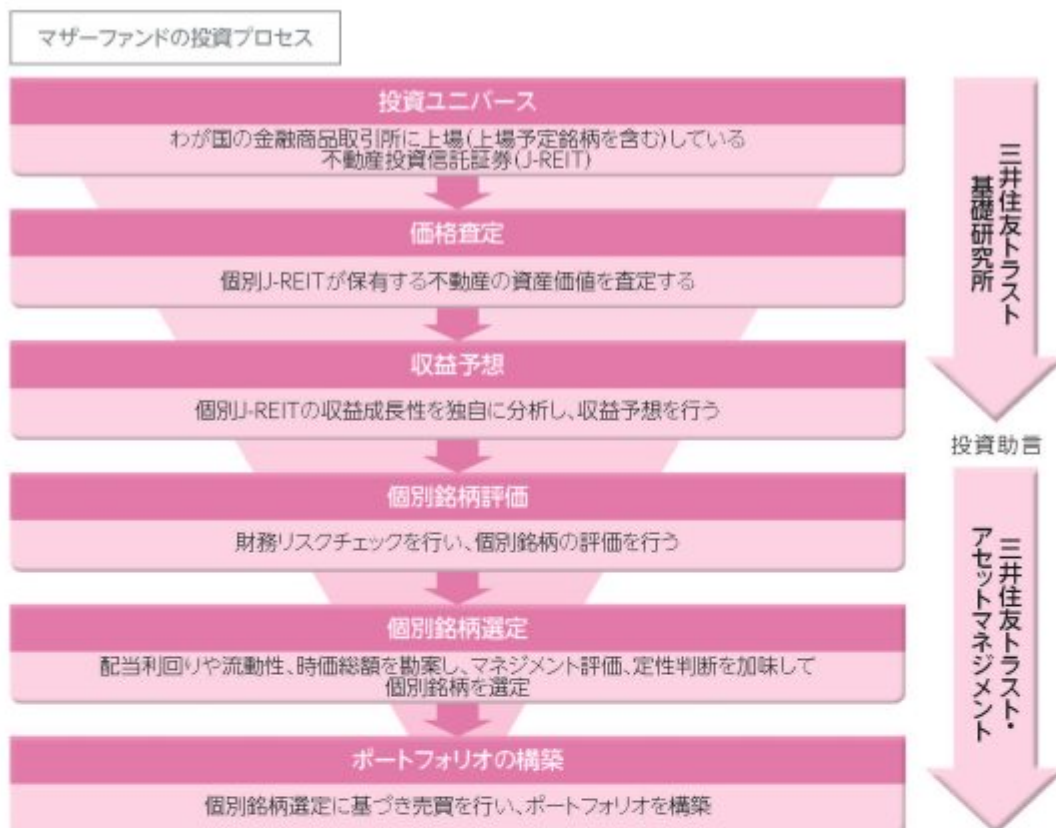 マザーファンドの投資プロセス
投資ユニバース
わが国の金融商品取引所に上場(上場予定銘柄を含む)している
不動産投資信託証券(J-REIT)
価格査定
個別J-REITが保有する不動産の資産価値を査定する
収益予想
個別J-REITの収益成長性を独自に分析し、収益予想を行う
個別銘柄評価
財務リスクチェックを行い、個別銘柄の評価を行う
個別銘柄選定
配当利回りや流動性、時価総額を勘案し、マネジメント評価、定性判断を加味して
個別銘柄を選定
ポートフォリオの構築
個別銘柄選定に基づき売買を行い、ポートフォリオを構築
三井住友トラスト
基礎研究所
投資助言
三井住友トラスト・
アセットマネジメント